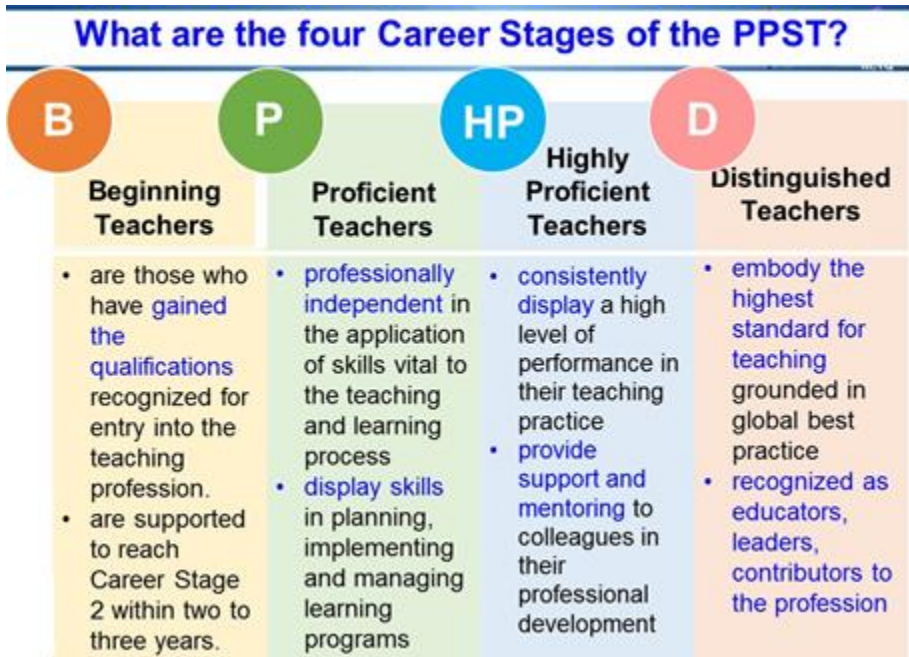 What are the four Career Stages of the PPST?
B
Beginning
Teachers
• are those who
have gained
the
qualifications
recognized for
entry into the
teaching
profession.
• are supported
to reach
Career Stage
2 within two to
three years.
P
Proficient
Teachers
• professionally
independent in
the application
of skills vital to
the teaching
and learning
process
• display skills
in planning,
implementing
and managing
learning
programs
HP
Highly
Proficient
Teachers
• consistently
display a high
level of
performance in
their teaching
practice
• provide
support and
mentoring to
colleagues in
their
professional
development
D
Distinguished
Teachers
• embody the
highest
standard for
teaching
grounded in
global best
practice
• recognized as
educators,
leaders,
contributors to
the profession